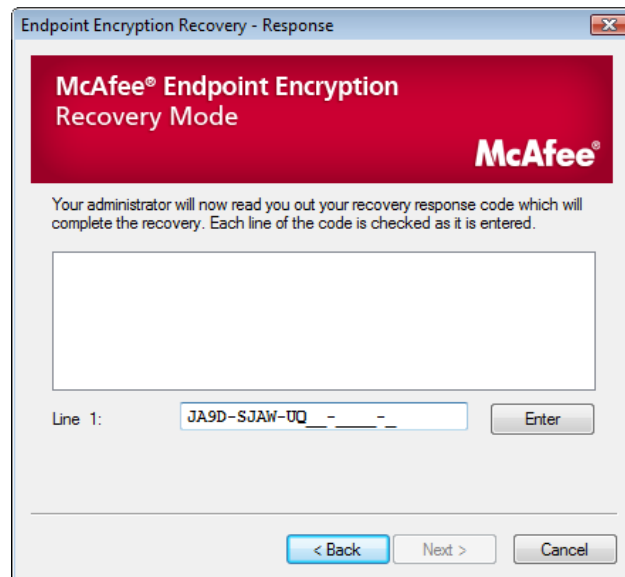 Endpoint Encryption Recovery - Response
McAfee® Endpoint Encryption
Recovery Mode
McAfee®
Your administrator will now read you out your recovery response code which will
complete the recovery. Each line of the code is checked as it is entered.
Line 1: JA9D-SJAW-UQ__-____-_ Enter
< Back Next > Cancel